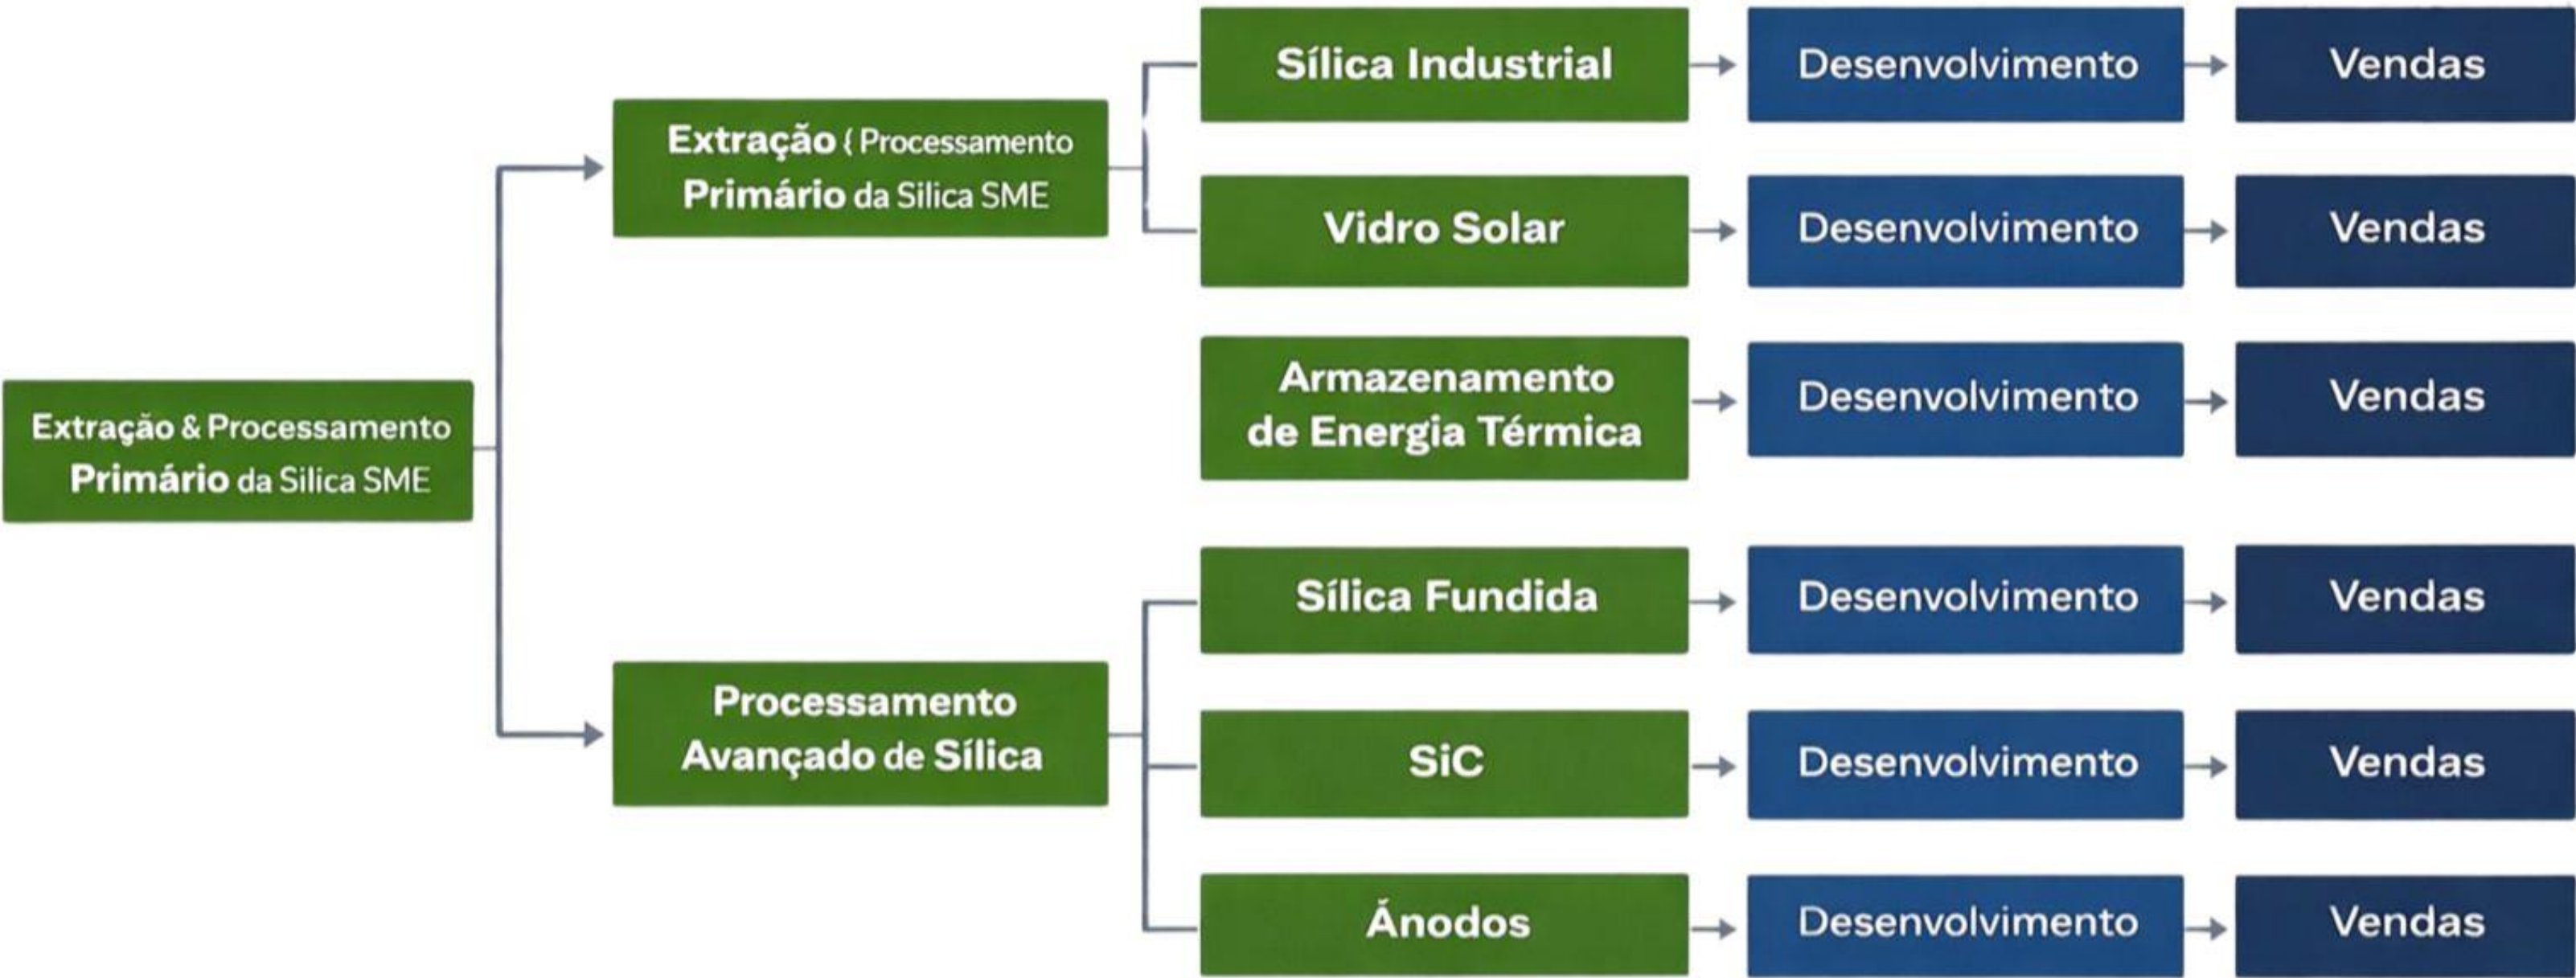 Sílica Industrial
Desenvolvimento
Vendas
Extração { Processamento
Primário da Silica SME
Vidro Solar
Desenvolvimento
Vendas
Armazenamento
de Energia Térmica
Desenvolvimento
Vendas
Extração & Processamento
Primário da Silica SME
Sílica Fundida
Desenvolvimento
Vendas
Processamento
Avançado de Sílica
SiC
Desenvolvimento
Vendas
Ánodos
Desenvolvimento
Vendas